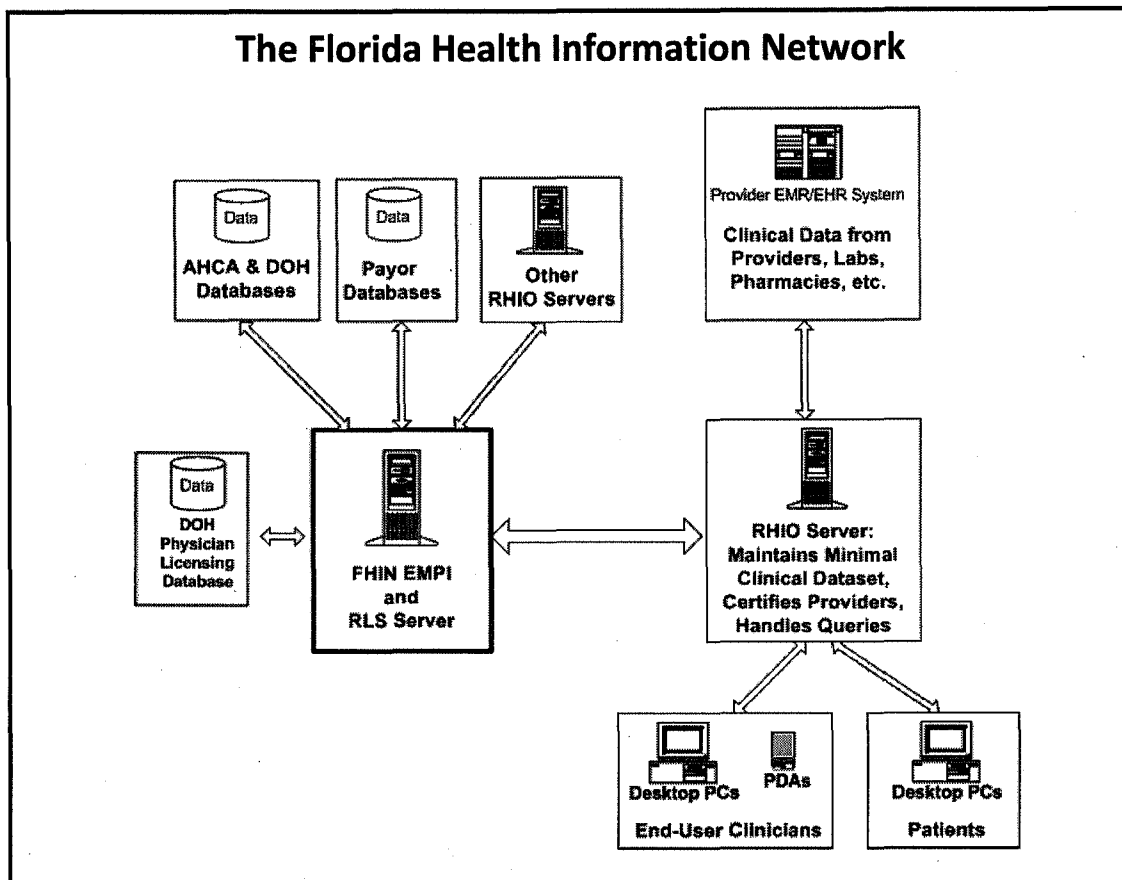 The Florida Health Information Network
Data
AHCA & DOH
Databases
Data
Payor
Databases
Other
RHIO Servers
Provider EMR/EHR System
Clinical Data from
Providers, Labs,
Pharmacies, etc.
Data
DOH
Physician
Licensing
Database
FHIN EMPI
and
RLS Server
RHIO Server:
Maintains Minimal
Clinical Dataset,
Certifies Providers,
Handles Queries
Desktop PCs
PDAs
End-User Clinicians
Desktop PCs
Patients